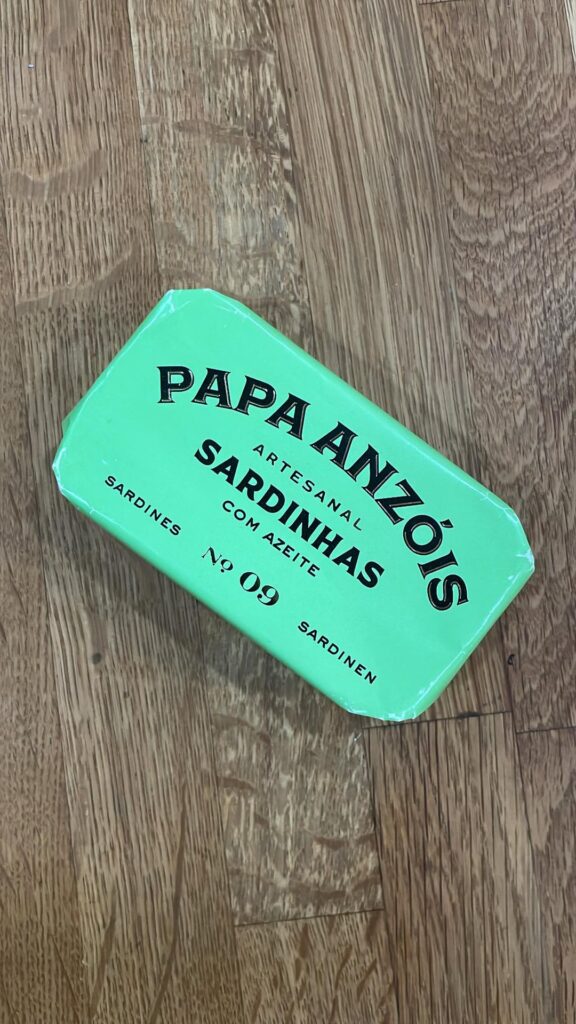 PAPA ANZÓIS
ARTESANAL
SARDINHAS
COM AZEITE
SARDINES
Nº 09
SARDINEN